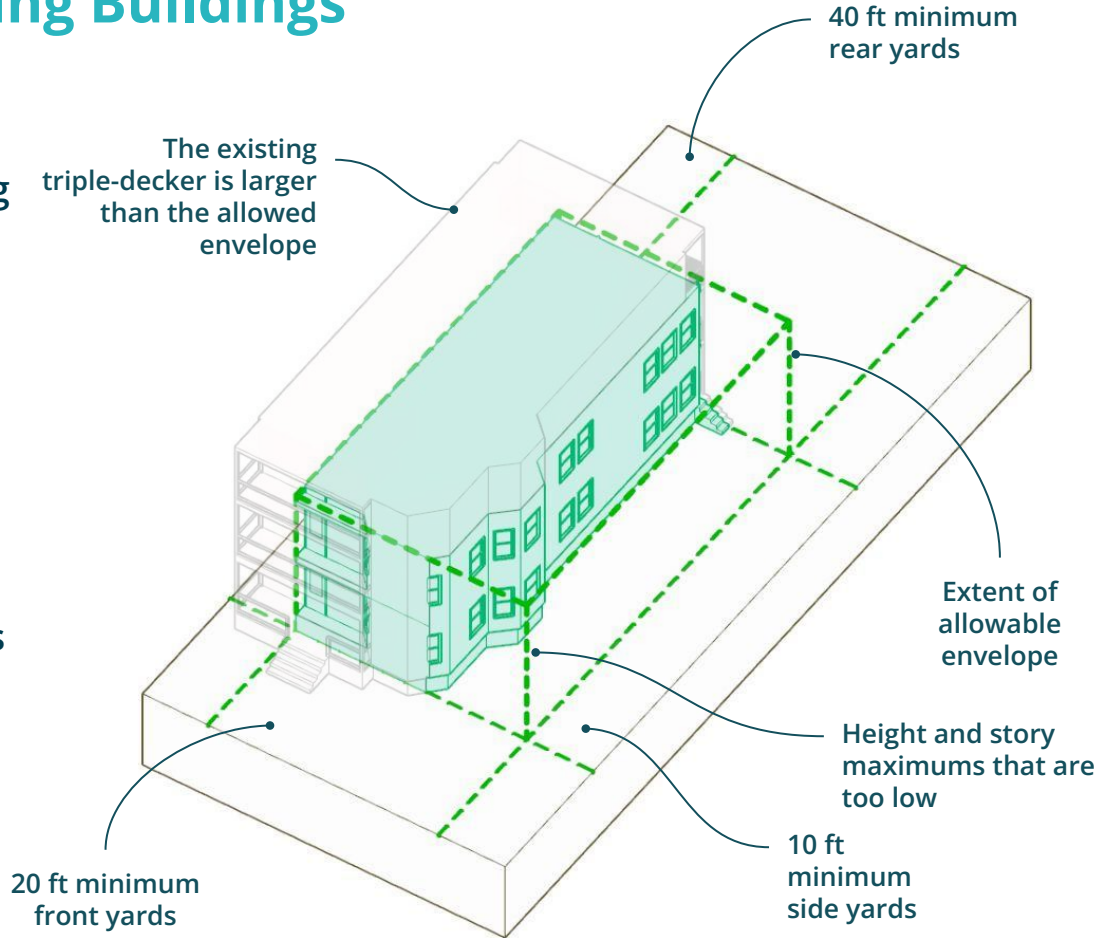 ing Buildings
40 ft minimum
rear yards
The existing
triple-decker is larger
than the allowed
envelope
g
s
Extent of
allowable
envelope
Height and story
maximums that are
too low
10 ft
minimum
side yards
20 ft minimum
front yards